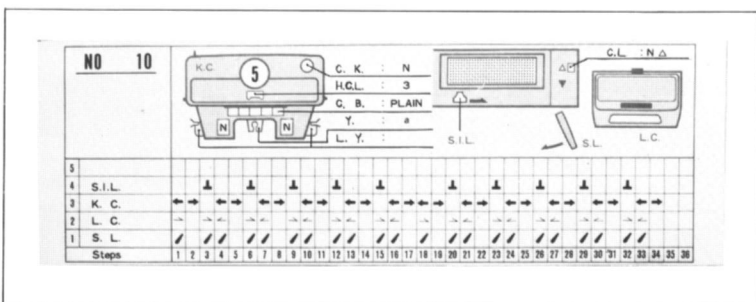 NO 10
K.C.
5
N
N
C. K. : N
H.C.L. : 3
C. B. : PLAIN
Y. : a
L. Y. :
S.I.L.
C.L. : N △
S.L.
L.C.
5
4 S.I.L.
3 K. C.
2 L. C.
1 S. L.
Steps 1 2 3 4 5 6 7 8 9 10 11 12 13 14 15 16 17 18 19 20 21 22 23 24 25 26 27 28 29 30 31 32 33 34 35 36